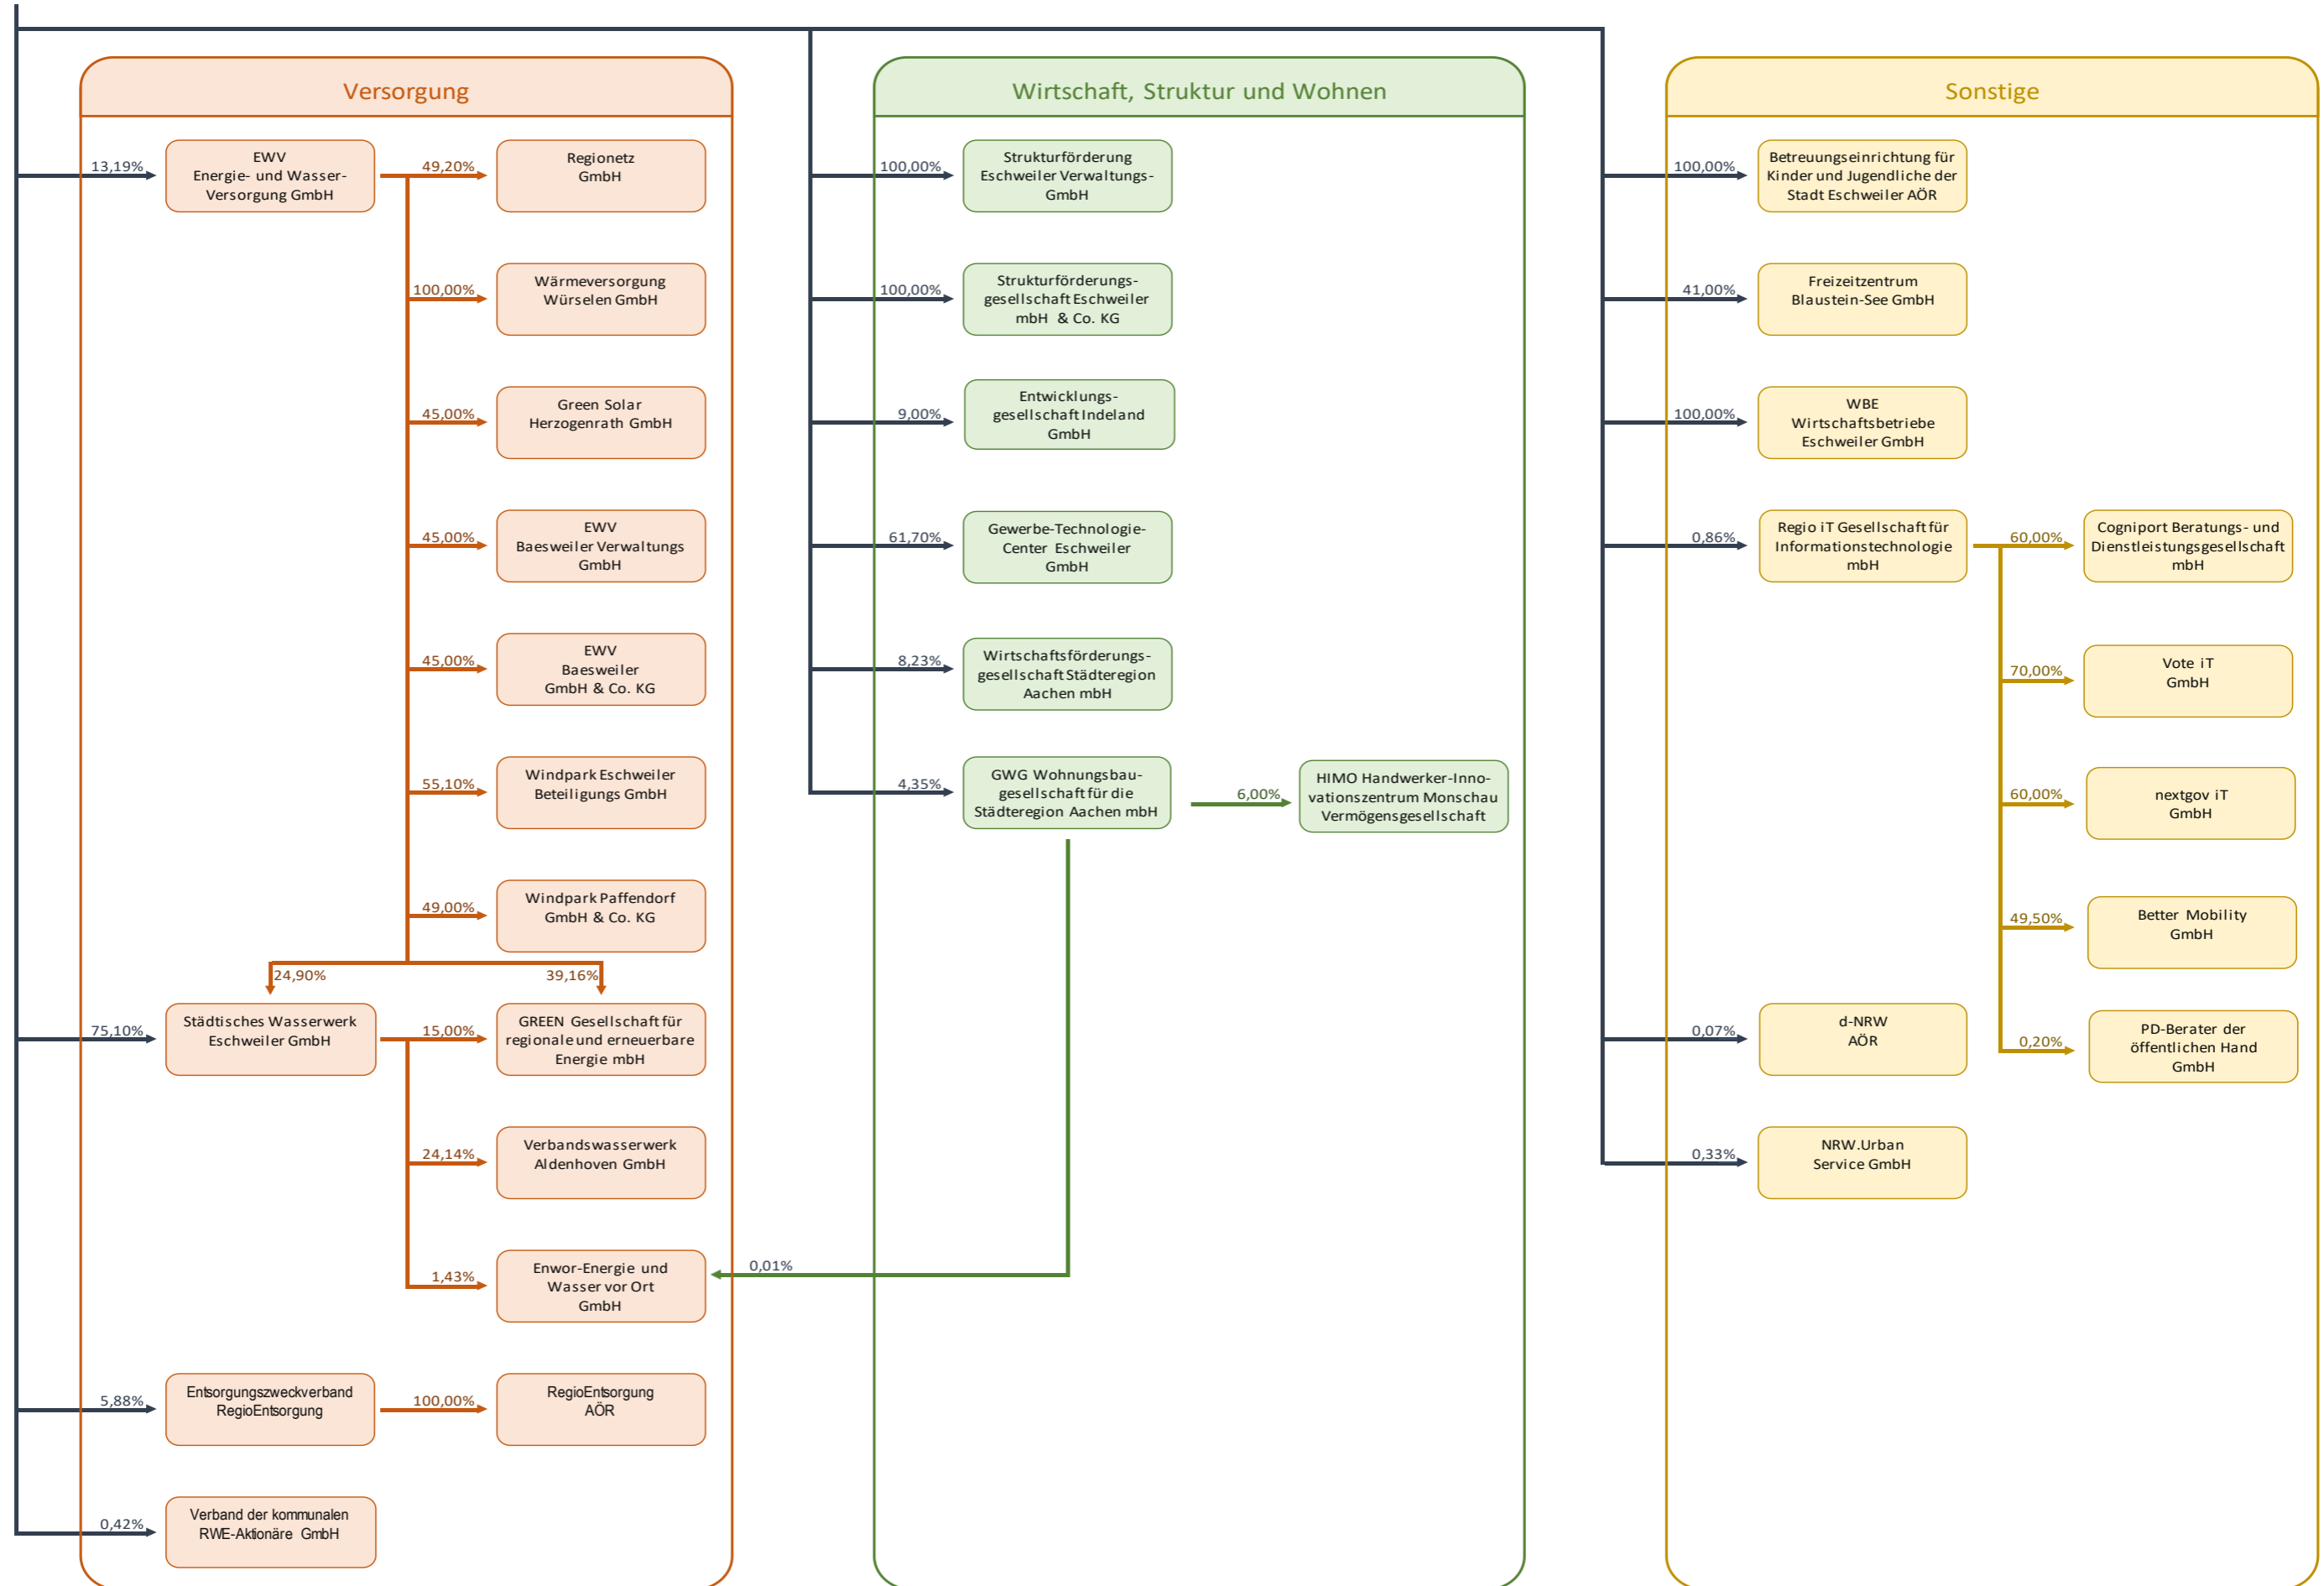 Versorgung
13,19%
EWV
Energie- und Wasser-
Versorgung GmbH
49,20%
Regionetz
GmbH
100,00%
Wärmeversorgung
Würselen GmbH
45,00%
Green Solar
Herzogenrath GmbH
45,00%
EWV
Baesweiler Verwaltungs
GmbH
45,00%
EWV
Baesweiler
GmbH & Co. KG
55,10%
Windpark Eschweiler
Beteiligungs GmbH
49,00%
Windpark Paffendorf
GmbH & Co. KG
24,90%
39,16%
75,10%
Städtisches Wasserwerk
Eschweiler GmbH
15,00%
GREEN Gesellschaft für
regionale und erneuerbare
Energie mbH
24,14%
Verbandswasserwerk
Aldenhoven GmbH
1,43%
Enwor-Energie und
Wasser vor Ort
GmbH
0,01%
5,88%
Entsorgungszweckverband
RegioEntsorgung
100,00%
RegioEntsorgung
AÖR
0,42%
Verband der kommunalen
RWE-Aktionäre GmbH
Wirtschaft, Struktur und Wohnen
100,00%
Strukturförderung
Eschweiler Verwaltungs-
GmbH
100,00%
Strukturförderungs-
gesellschaft Eschweiler
mbH & Co. KG
9,00%
Entwicklungs-
gesellschaft Indeland
GmbH
61,70%
Gewerbe-Technologie-
Center Eschweiler
GmbH
8,23%
Wirtschaftsförderungs-
gesellschaft Städteregion
Aachen mbH
4,35%
GWG Wohnungsbau-
gesellschaft für die
Städteregion Aachen mbH
6,00%
HIMO Handwerker-Inno-
vationszentrum Monschau
Vermögensgesellschaft
Sonstige
100,00%
Betreuungseinrichtung für
Kinder und Jugendliche der
Stadt Eschweiler AÖR
41,00%
Freizeitzentrum
Blaustein-See GmbH
100,00%
WBE
Wirtschaftsbetriebe
Eschweiler GmbH
0,86%
Regio iT Gesellschaft für
Informationstechnologie
mbH
60,00%
Cogniport Beratungs- und
Dienstleistungsgesellschaft
mbH
70,00%
Vote iT
GmbH
60,00%
nextgov iT
GmbH
49,50%
Better Mobility
GmbH
0,20%
PD-Berater der
öffentlichen Hand
GmbH
0,07%
d-NRW
AÖR
0,33%
NRW.Urban
Service GmbH